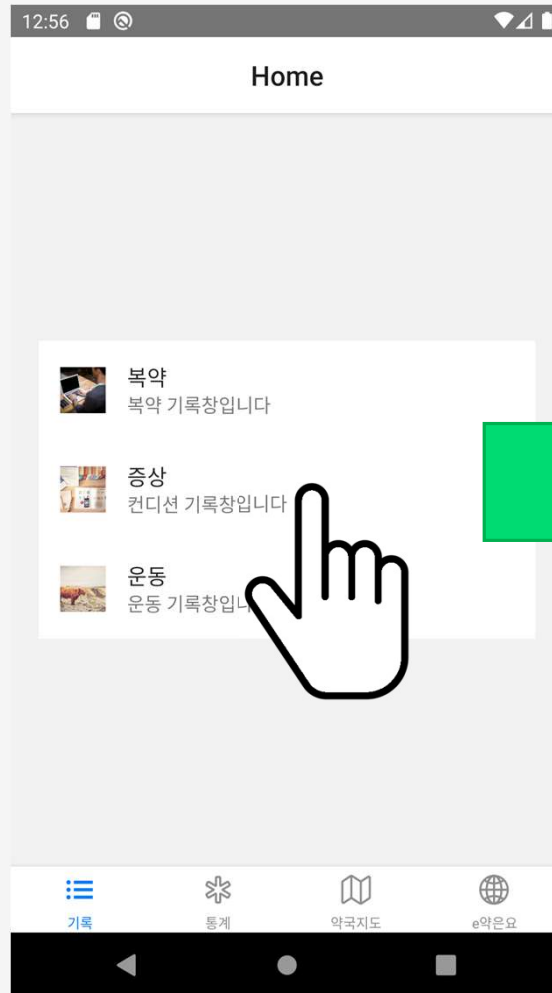 12:56
Home
복약
복약 기록창입니다
증상
컨디션 기록창입니다
운동
운동 기록창입니
기록
통계
약국지도
e약은요